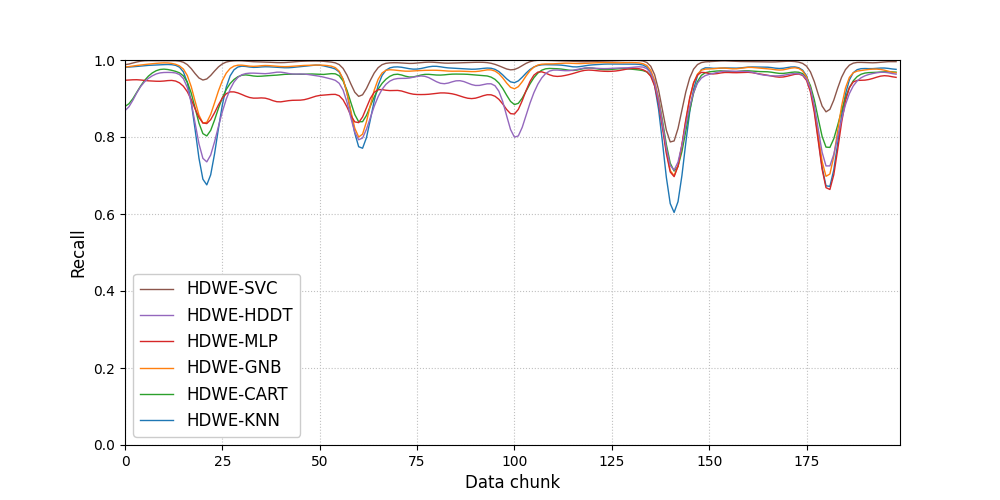 1.0
0.8
0.6
0.4
0.2
0.0
Recall
HDWE-SVC
HDWE-HDDT
HDWE-MLP
HDWE-GNB
HDWE-CART
HDWE-KNN
0 25 50 75 100 125 150 175
Data chunk